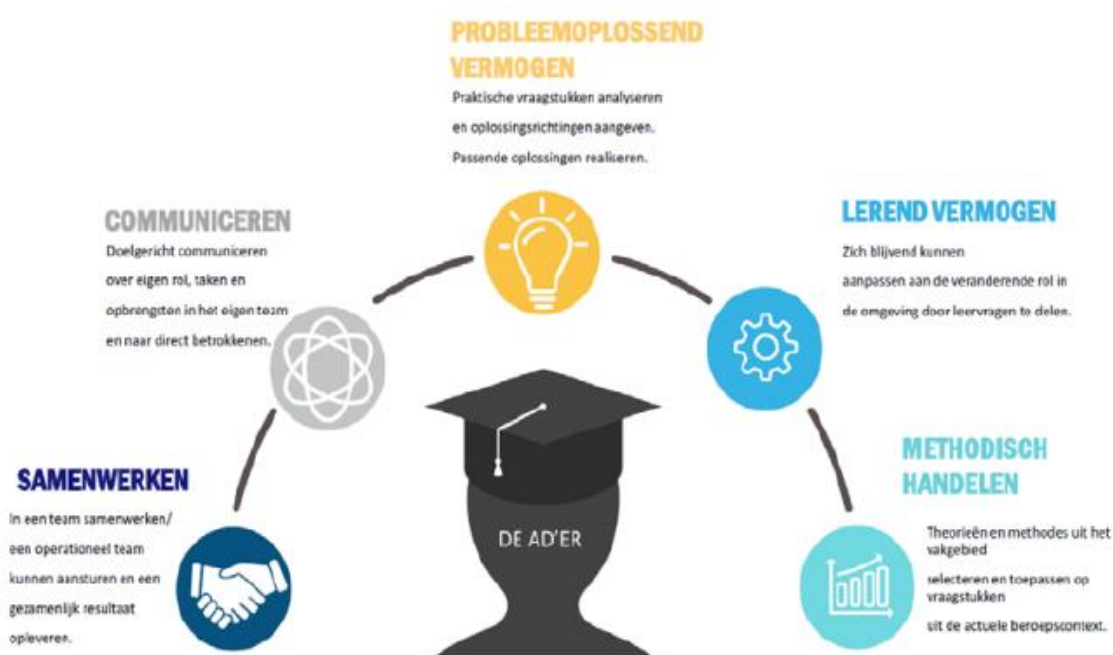 PROBLEEMOPLOSSEND
VERMOGEN
Praktische vraagstukken analyseren
en oplossingsrichtingen aangeven.
Passende oplossingen realiseren.
COMMUNICEREN
Doelgericht communiceren
over eigen rol, taken en
opbrengsten in het eigen team
en naar direct betrokkenen.
LEREND VERMOGEN
Zich blijvend kunnen
aanpassen aan de veranderende rol in
de omgeving door leervragen te delen.
SAMENWERKEN
In een team samenwerken/
een operationeel team
kunnen aansturen en een
gezamenlijk resultaat
opleveren.
DE AD'ER
METHODISCH
HANDELEN
Theorieën en methodes uit het
vakgebied
selecteren en toepassen op
vraagstukken
uit de actuele beroepscontext.